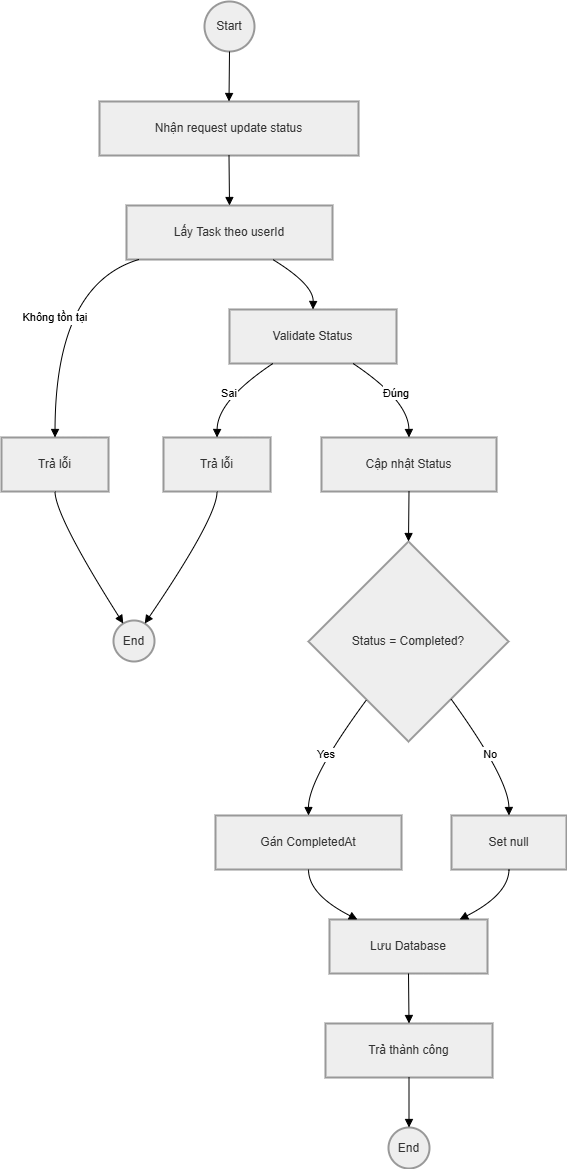 Start
Nhận request update status
Lấy Task theo userId
Không tồn tại
Validate Status
Sai
Đúng
Trả lỗi
Trả lỗi
Cập nhật Status
End
Status = Completed?
Yes
No
Gán CompletedAt
Set null
Lưu Database
Trả thành công
End